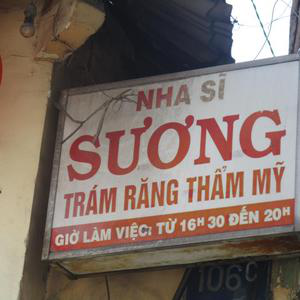 NHA SĨ
SƯƠNG
TRÁM RĂNG THẨM MỸ
GIỜ LÀM VIỆC: TỪ 16H 30 ĐẾN 20H
106C